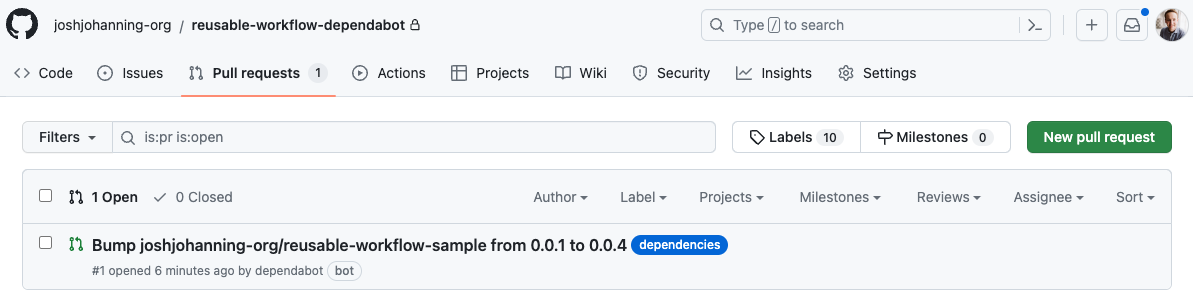 joshjohanning-org / reusable-workflow-dependabot Type / to search
Code Issues Pull requests 1 Actions Projects Wiki Security Insights Settings
Filters is:pr is:open Labels 10 Milestones 0 New pull request
1 Open 0 Closed Author Label Projects Milestones Reviews Assignee Sort
Bump joshjohanning-org/reusable-workflow-sample from 0.0.1 to 0.0.4 dependencies
#1 opened 6 minutes ago by dependabot bot